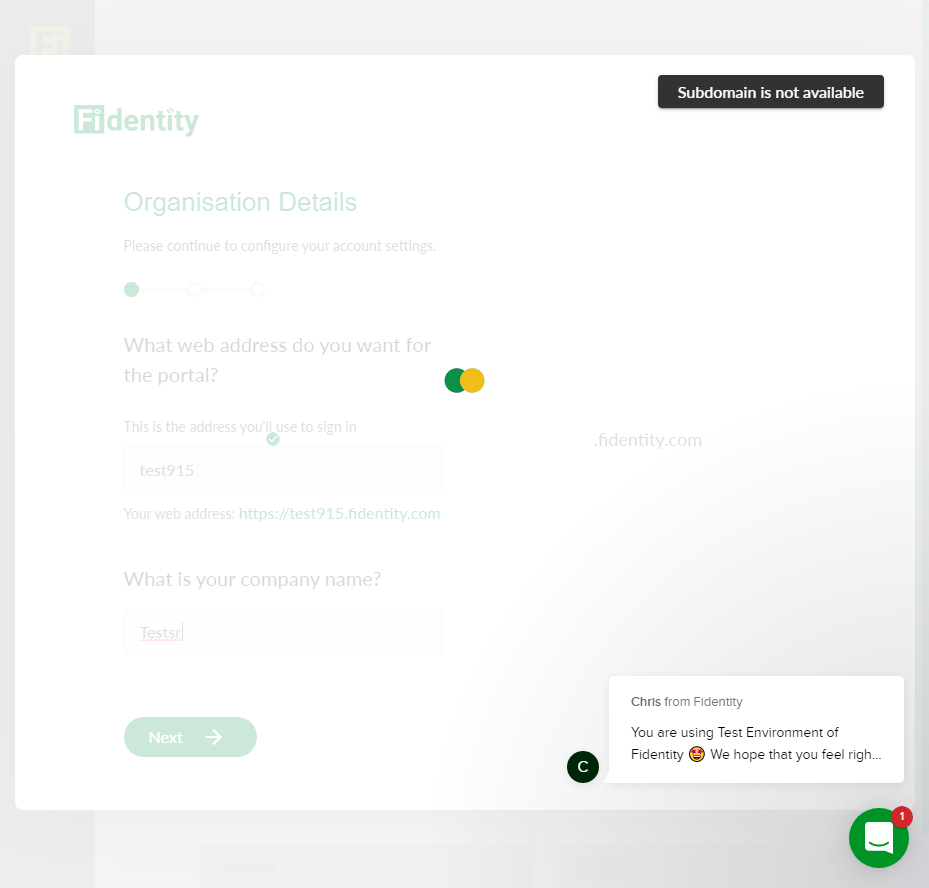 Fi
Subdomain is not available
Fidentity
Organisation Details
Please continue to configure your account settings.
What web address do you want for
the portal?
This is the address you'll use to sign in
.fidentity.com
test915
Your web address: https://test915.fidentity.com
What is your company name?
Testsr
Chris from Fidentity
You are using Test Environment of
Fidentity 🤩 We hope that you feel righ...
Next
C
1